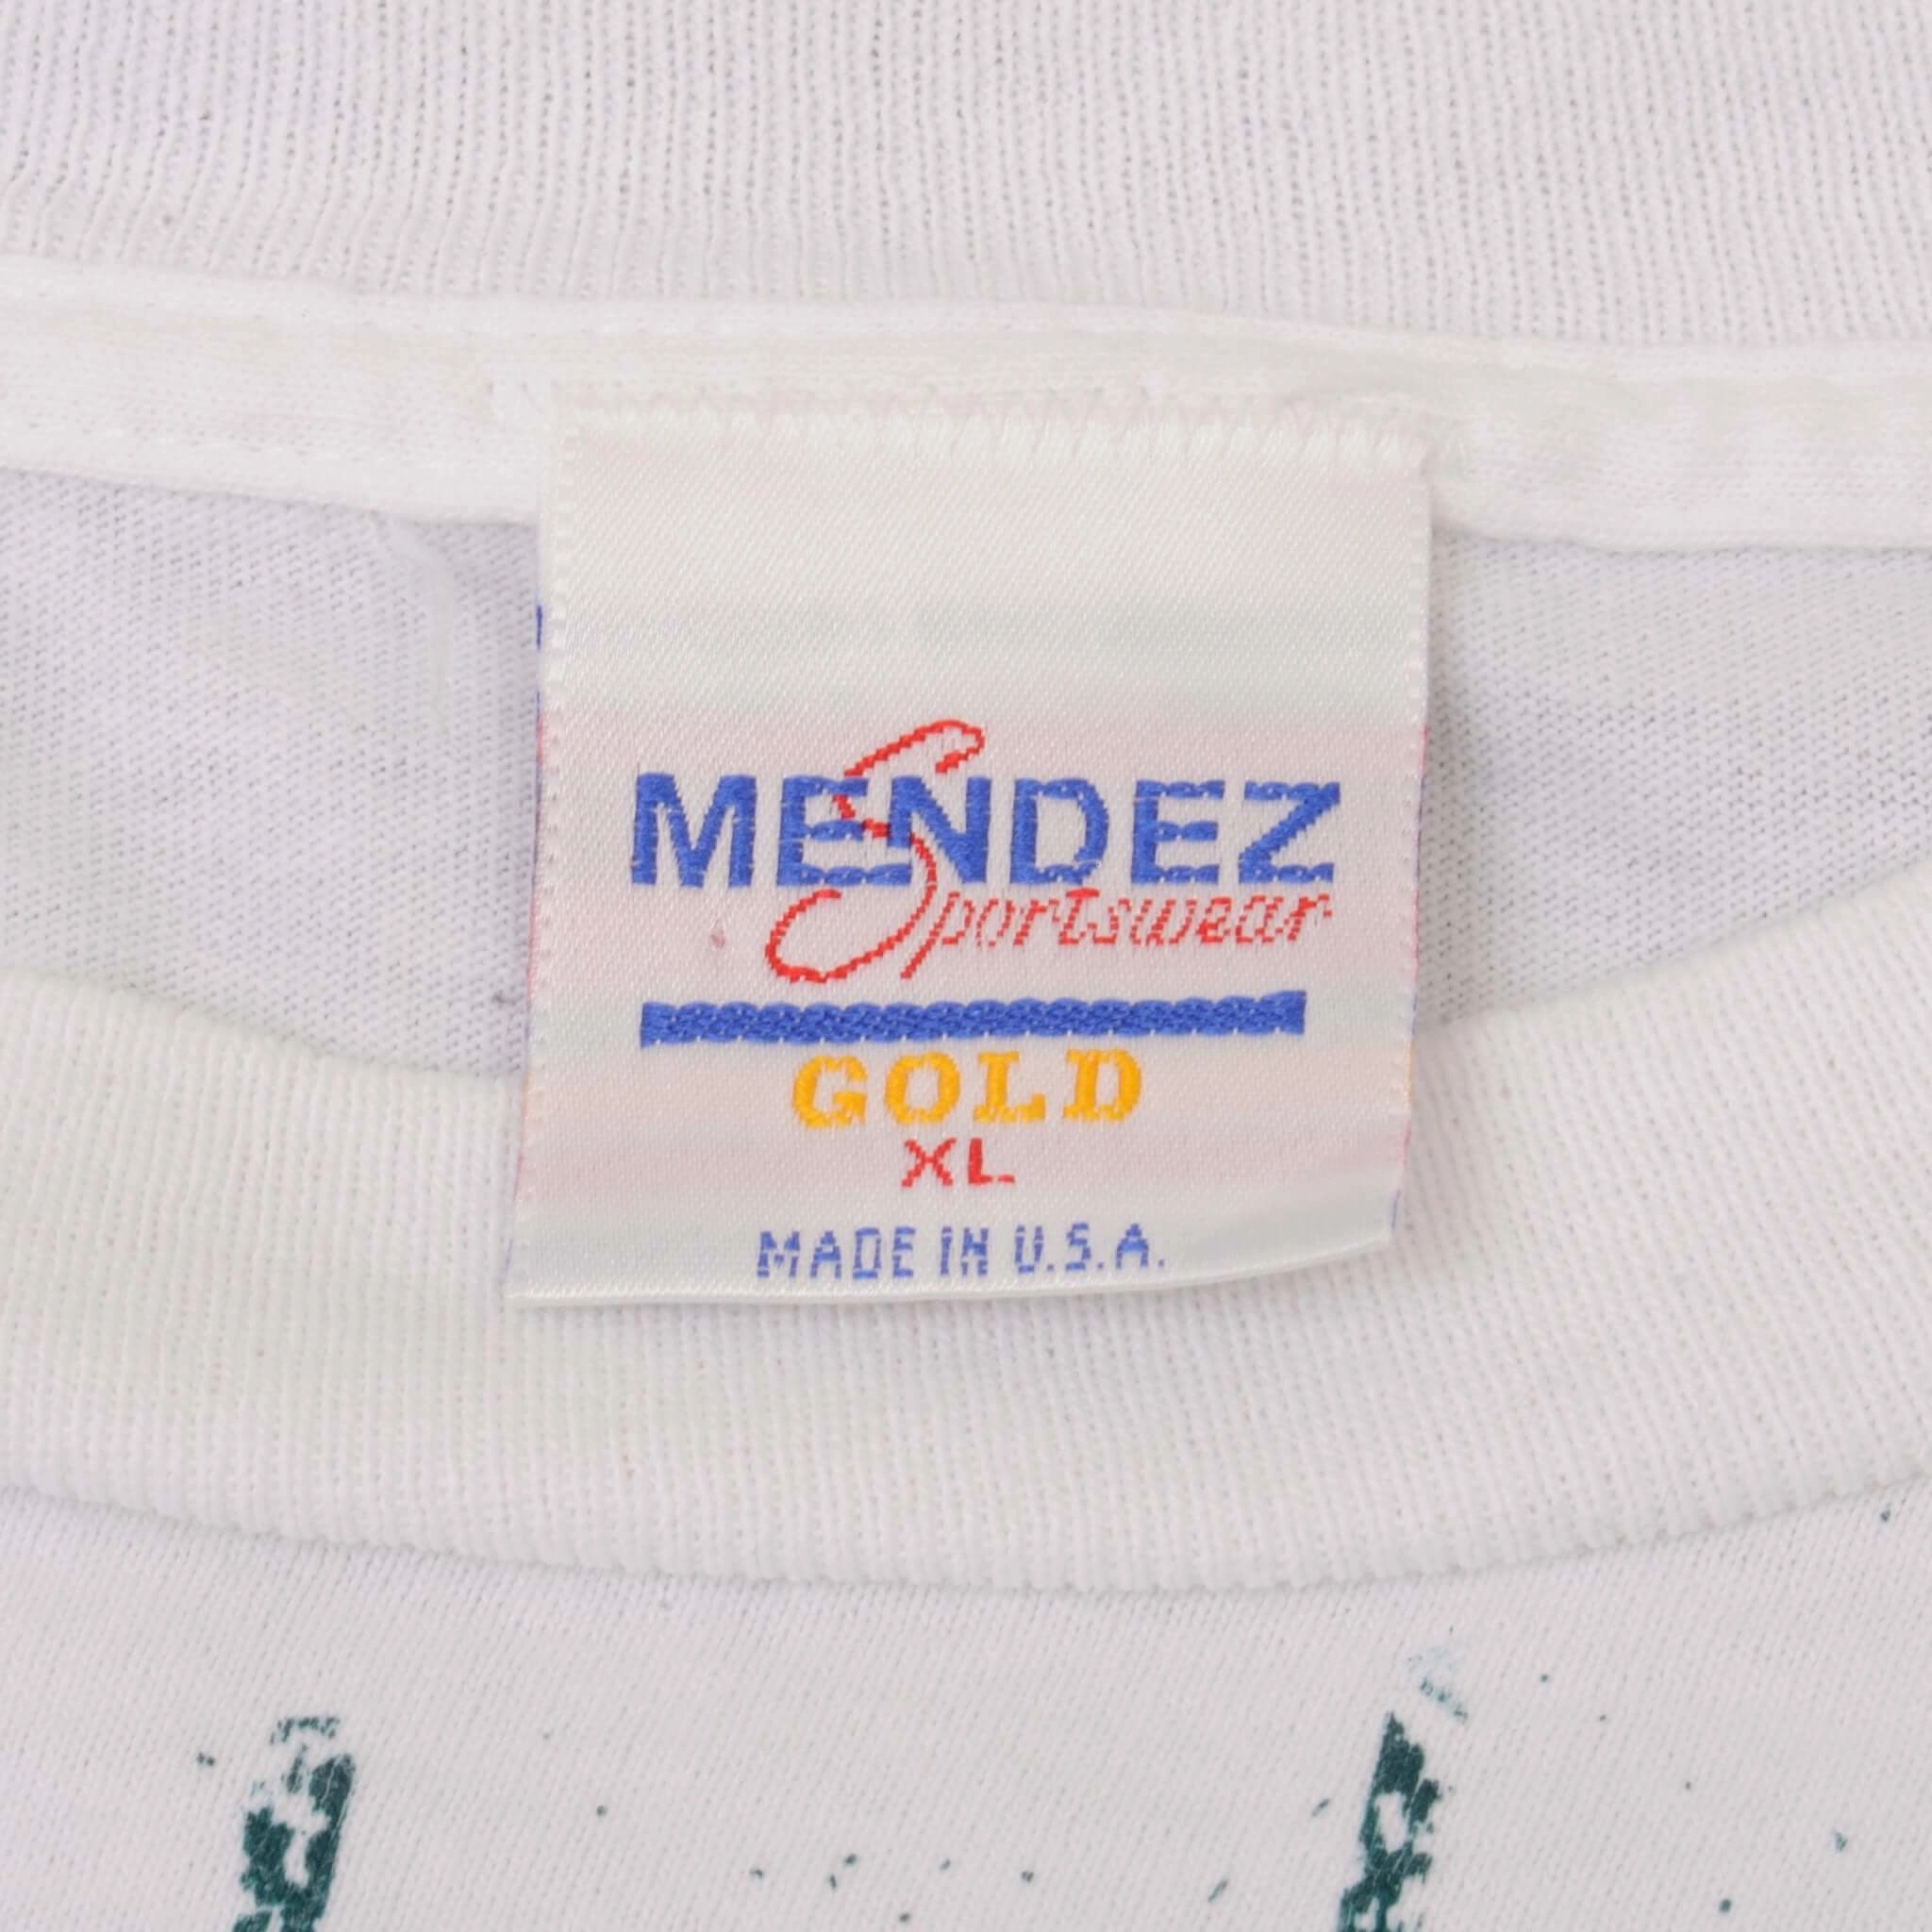 MENDEZ
Sportswear
GOLD
XL
MADE IN U.S.A.